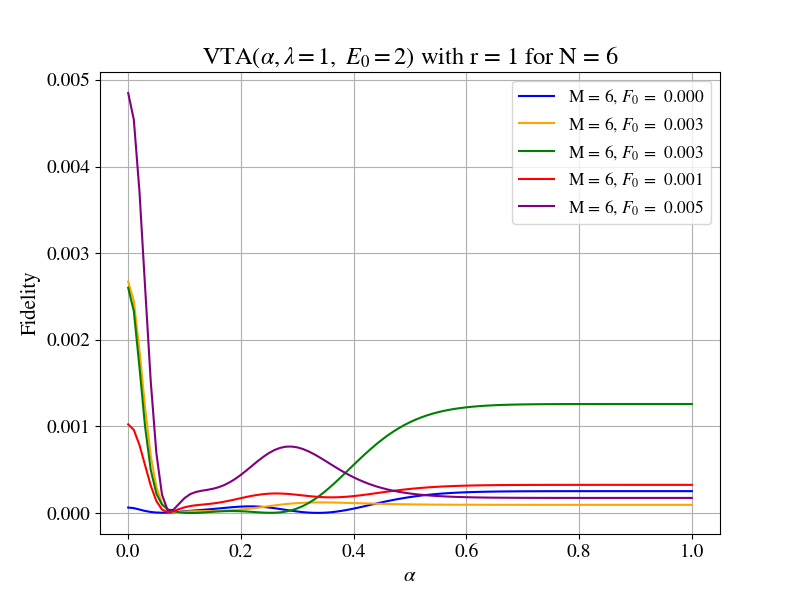 VTA(α, λ = 1, E₀ = 2) with r = 1 for N = 6
M = 6, F₀ = 0.000
M = 6, F₀ = 0.003
M = 6, F₀ = 0.003
M = 6, F₀ = 0.001
M = 6, F₀ = 0.005
0.005
0.004
0.003
0.002
0.001
0.000
Fidelity
0.0 0.2 0.4 0.6 0.8 1.0
α